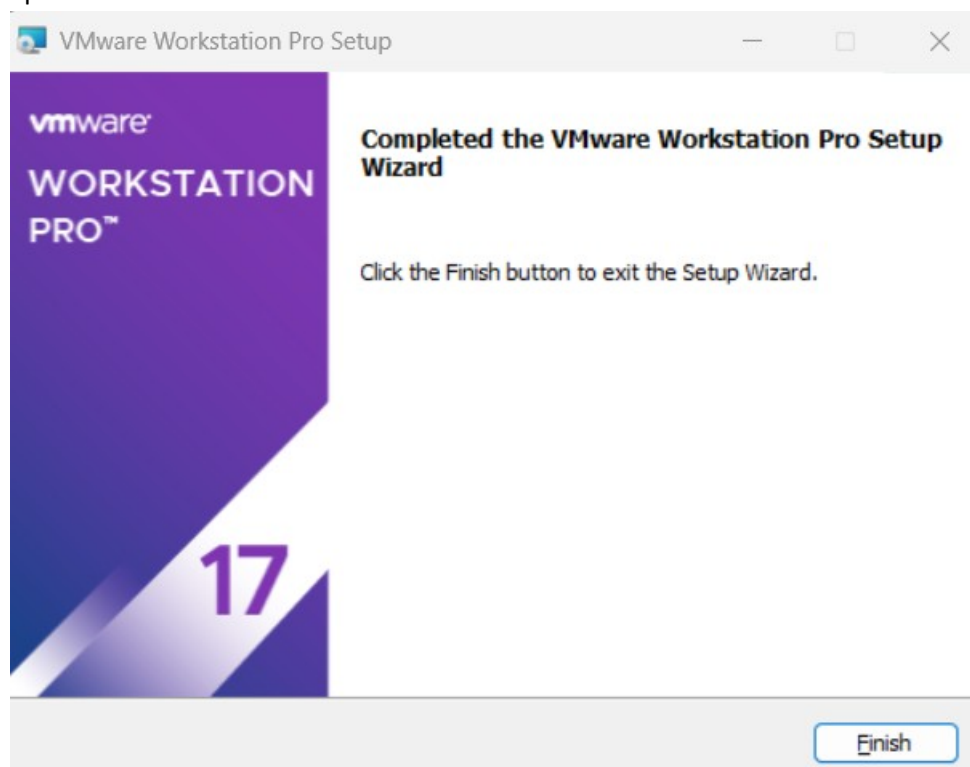 VMware Workstation Pro Setup
vmware®
WORKSTATION
PRO™
Completed the VMware Workstation Pro Setup
Wizard
Click the Finish button to exit the Setup Wizard.
17
Finish